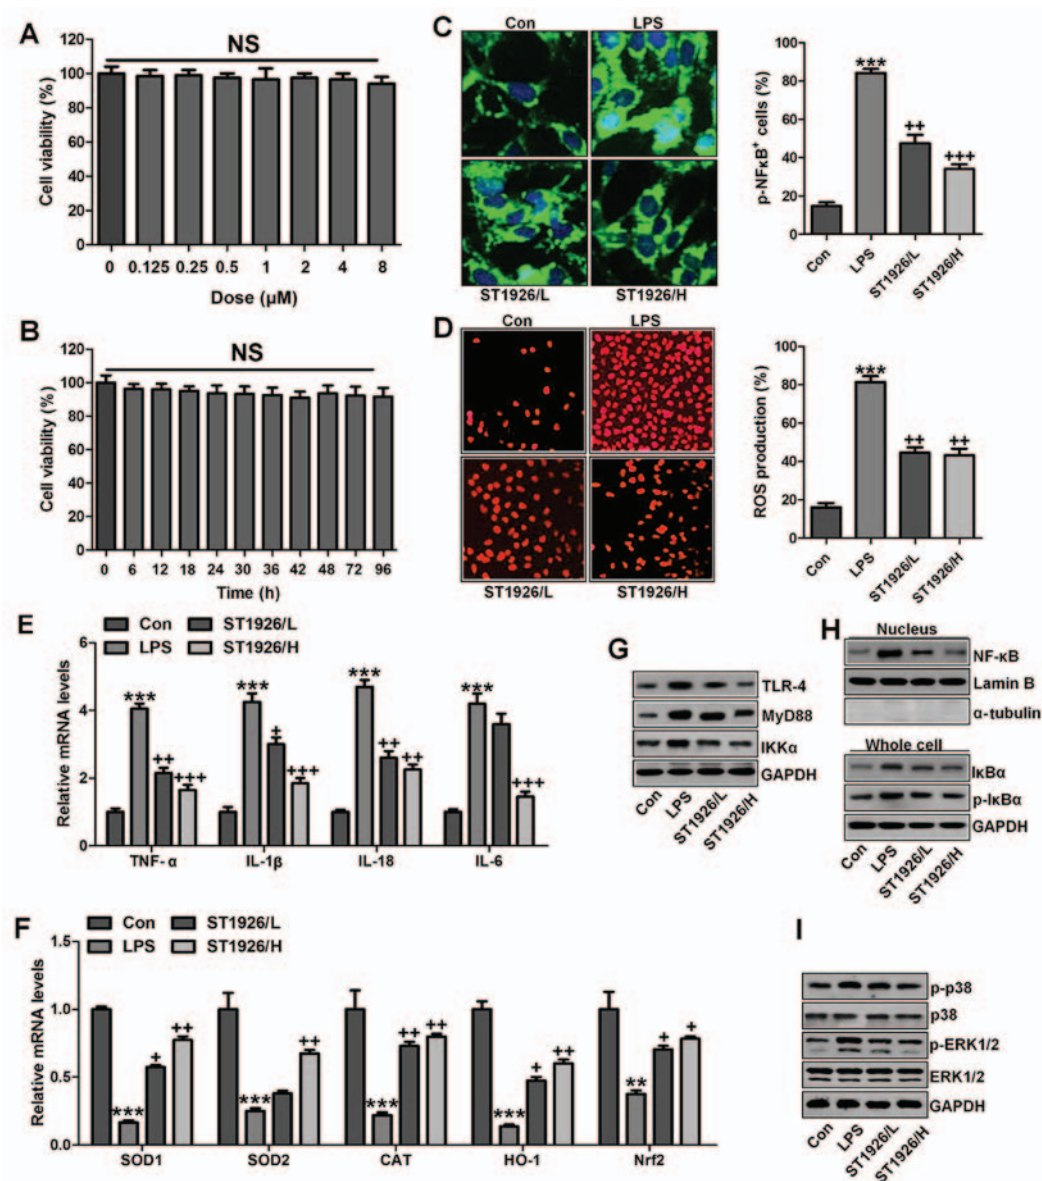 A
NS
120
100
80
60
40
20
0
Cell viability (%)
0 0.125 0.25 0.5 1 2 4 8
Dose (μM)
B
NS
120
100
80
60
40
20
0
Cell viability (%)
0 6 12 18 24 30 36 42 48 72 96
Time (h)
C
Con LPS
ST1926/L ST1926/H
100
80
60
40
20
0
p-NFκB+ cells (%)
***
++
+++
Con LPS ST1926/L ST1926/H
D
Con LPS
ST1926/L ST1926/H
100
80
60
40
20
0
ROS production (%)
***
++
++
Con LPS ST1926/L ST1926/H
E
Con ST1926/L
LPS ST1926/H
6
4
2
0
Relative mRNA levels
*** ++ +++
*** + +++
*** ++ ++
*** +++
TNF- α IL-1β IL-18 IL-6
F
Con ST1926/L
LPS ST1926/H
1.5
1.0
0.5
0.0
Relative mRNA levels
*** + ++
*** ++
*** ++ ++
*** + ++
** + +
SOD1 SOD2 CAT HO-1 Nrf2
G
TLR-4
MyD88
IKKα
GAPDH
Con LPS ST1926/L ST1926/H
H
Nucleus
NF-κB
Lamin B
α-tubulin
Whole cell
IκBα
p-IκBα
GAPDH
Con LPS ST1926/L ST1926/H
I
p-p38
p38
p-ERK1/2
ERK1/2
GAPDH
Con LPS ST1926/L ST1926/H